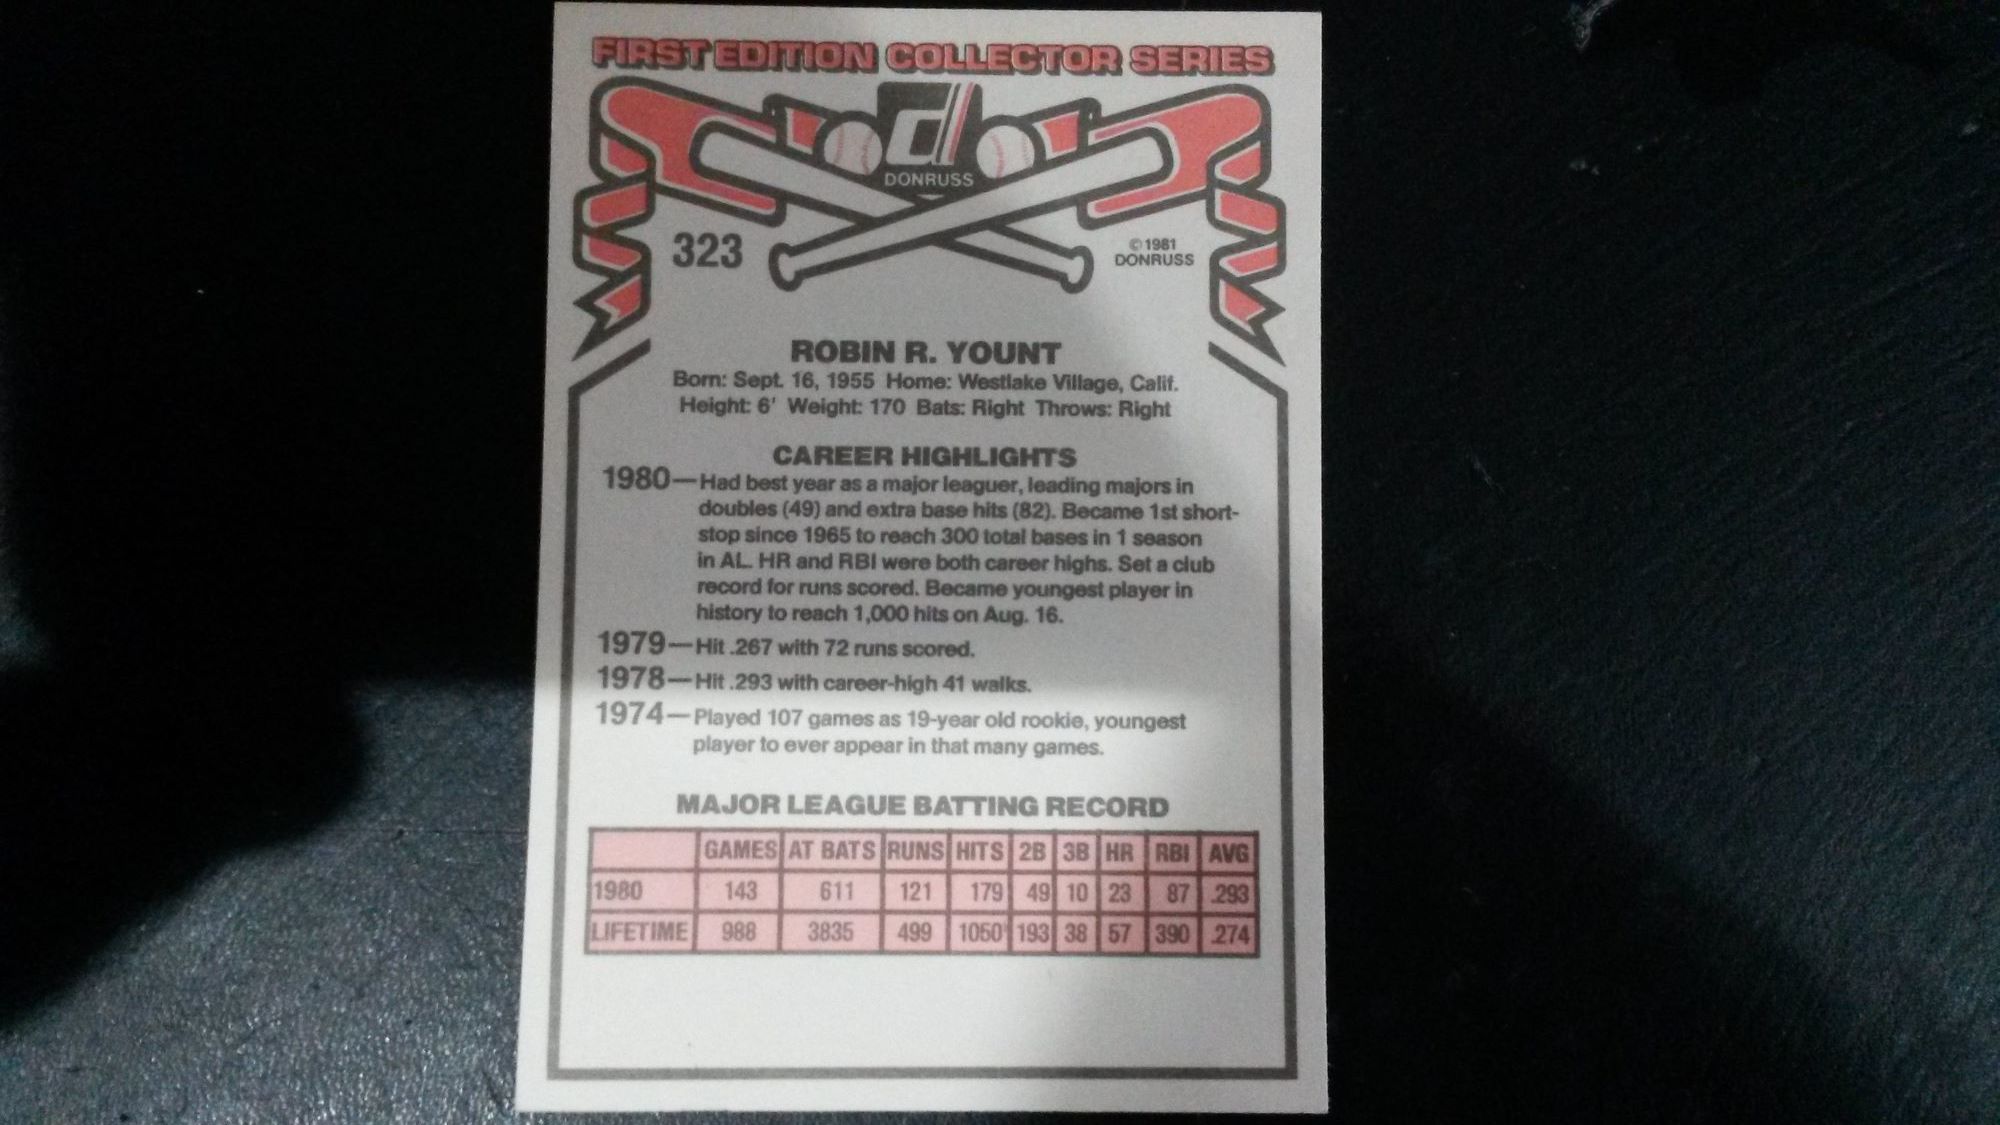 FIRST EDITION COLLECTOR SERIES
DONRUSS
323
©1981
DONRUSS
ROBIN R. YOUNT
Born: Sept. 16, 1955 Home: Westlake Village, Calif.
Height: 6' Weight: 170 Bats: Right Throws: Right
CAREER HIGHLIGHTS
1980—Had best year as a major leaguer, leading majors in
doubles (49) and extra base hits (82). Became 1st short-
stop since 1965 to reach 300 total bases in 1 season
in AL. HR and RBI were both career highs. Set a club
record for runs scored. Became youngest player in
history to reach 1,000 hits on Aug. 16.
1979—Hit .267 with 72 runs scored.
1978—Hit .293 with career-high 41 walks.
1974—Played 107 games as 19-year old rookie, youngest
player to ever appear in that many games.
MAJOR LEAGUE BATTING RECORD
GAMES AT BATS RUNS HITS 2B 3B HR RBI AVG
1980 143 611 121 179 49 10 23 87 .293
LIFETIME 988 3835 499 1050 193 38 57 390 .274